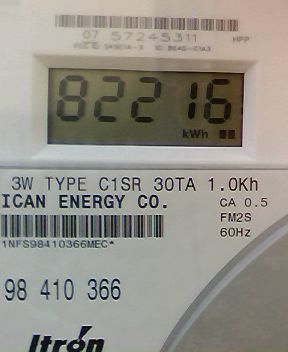 07 57245311 MPP
82216
kWh
3W TYPE C1SR 30TA 1.0Kh
ICAN ENERGY CO.
CA 0.5
FM2S
60Hz
1NFS98410366MEC*
98 410 366
Itron